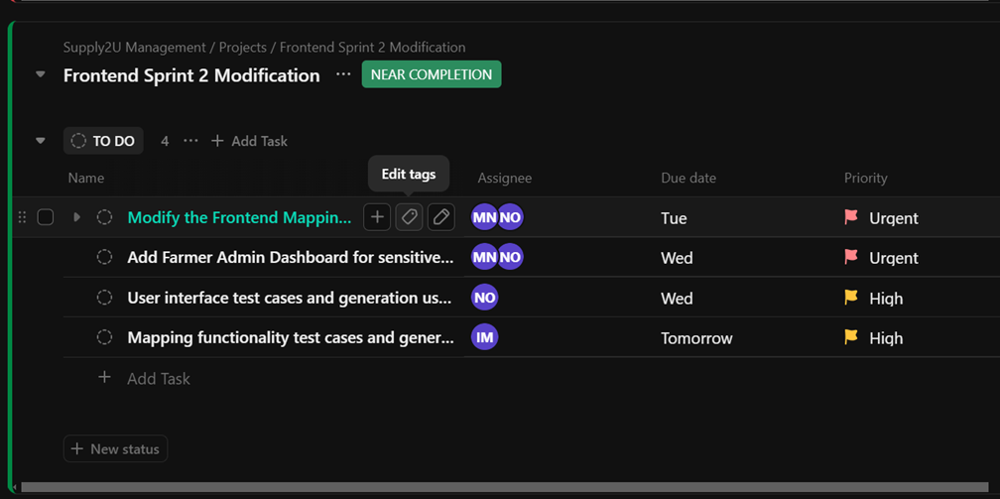 Supply2U Management / Projects / Frontend Sprint 2 Modification
Frontend Sprint 2 Modification ... NEAR COMPLETION
TO DO 4 ... + Add Task
Edit tags
Name Assignee Due date Priority
Modify the Frontend Mappin... MN NO Tue Urgent
Add Farmer Admin Dashboard for sensitive... MN NO Wed Urgent
User interface test cases and generation us... NO Wed High
Mapping functionality test cases and gener... IM Tomorrow High
+ Add Task
+ New status